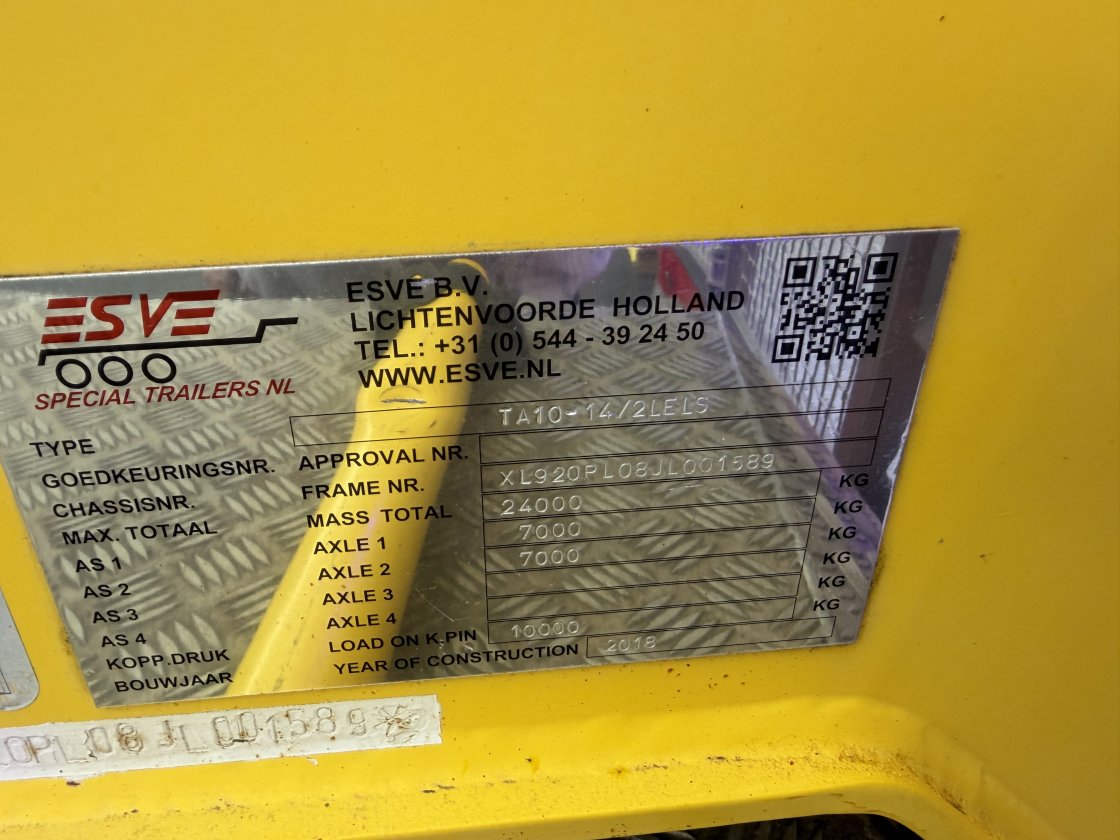 ESVE
SPECIAL TRAILERS NL
ESVE B.V.
LICHTENVOORDE HOLLAND
TEL.: +31 (0) 544 - 39 24 50
WWW.ESVE.NL
TYPE TA10-14/2LELS
GOEDKEURINGSNR. APPROVAL NR.
CHASSISNR. FRAME NR. XL920PL08JL001589
MAX. TOTAAL MASS TOTAL 24000 KG
AS 1 AXLE 1 7000 KG
AS 2 AXLE 2 7000 KG
AS 3 AXLE 3 KG
AS 4 AXLE 4 KG
KOPP.DRUK LOAD ON K.PIN 10000 KG
BOUWJAAR YEAR OF CONSTRUCTION 2018
0PL08JL001589